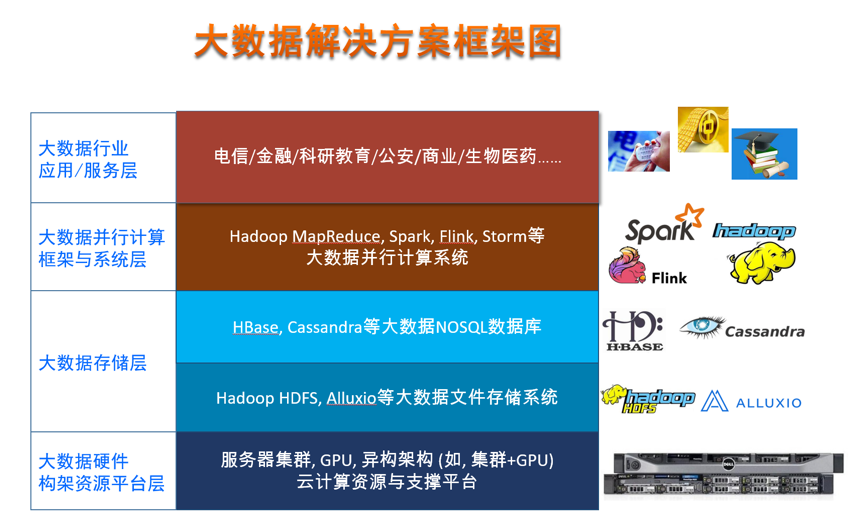 大数据解决方案框架图
大数据行业
应用/服务层
电信/金融/科研教育/公安/商业/生物医药......
电信
大数据并行计算
框架与系统层
Hadoop MapReduce, Spark, Flink, Storm等
大数据并行计算系统
Spark
hadoop
Flink
大数据存储层
HBase, Cassandra等大数据NOSQL数据库
H·BASE
Cassandra
Hadoop HDFS, Alluxio等大数据文件存储系统
hadoop
HDFS
ALLUXIO
大数据硬件
构架资源平台层
服务器集群, GPU, 异构架构 (如, 集群+GPU)
云计算资源与支撑平台
DELL